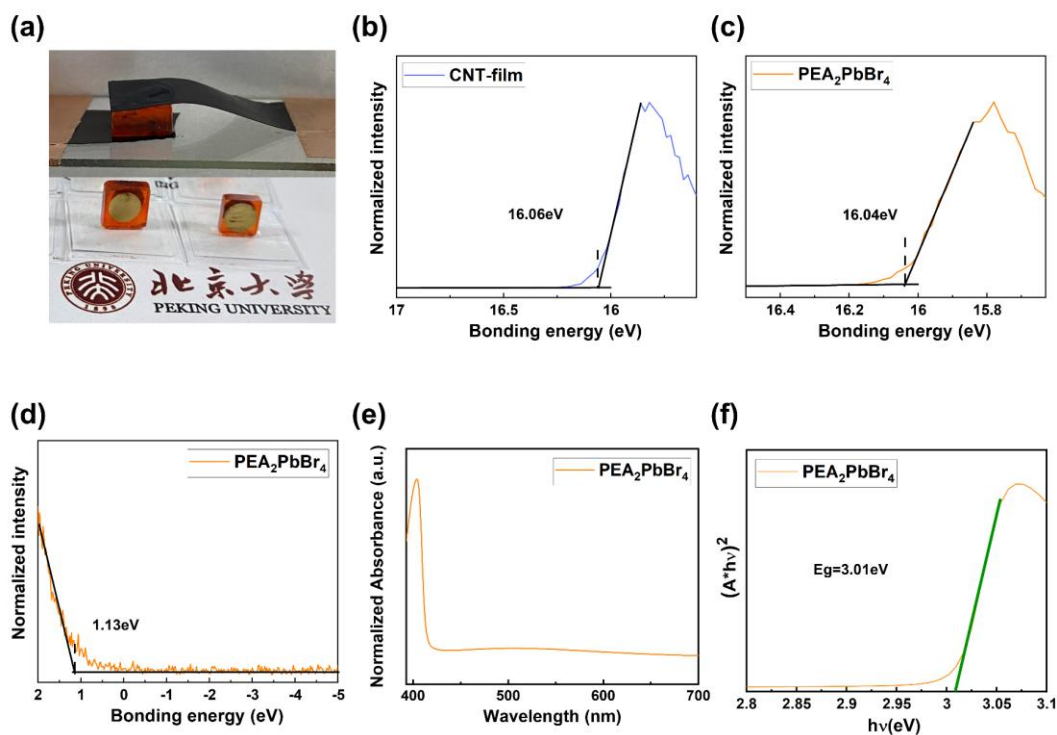 (a)
北京大学
PEKING UNIVERSITY
PEKING UNIVERSITY
1898
(b)
CNT-film
16.06eV
Normalized intensity
17
16.5
16
Bonding energy (eV)
(c)
PEA₂PbBr₄
16.04eV
Normalized intensity
16.4
16.2
16
15.8
Bonding energy (eV)
(d)
PEA₂PbBr₄
1.13eV
Normalized intensity
2 1 0 -1 -2 -3 -4 -5
Bonding energy (eV)
(e)
PEA₂PbBr₄
Normalized Absorbance (a.u.)
400 500 600 700
Wavelength (nm)
(f)
PEA₂PbBr₄
Eg=3.01eV
(A*hν)²
2.8 2.85 2.9 2.95 3 3.05 3.1
hν(eV)